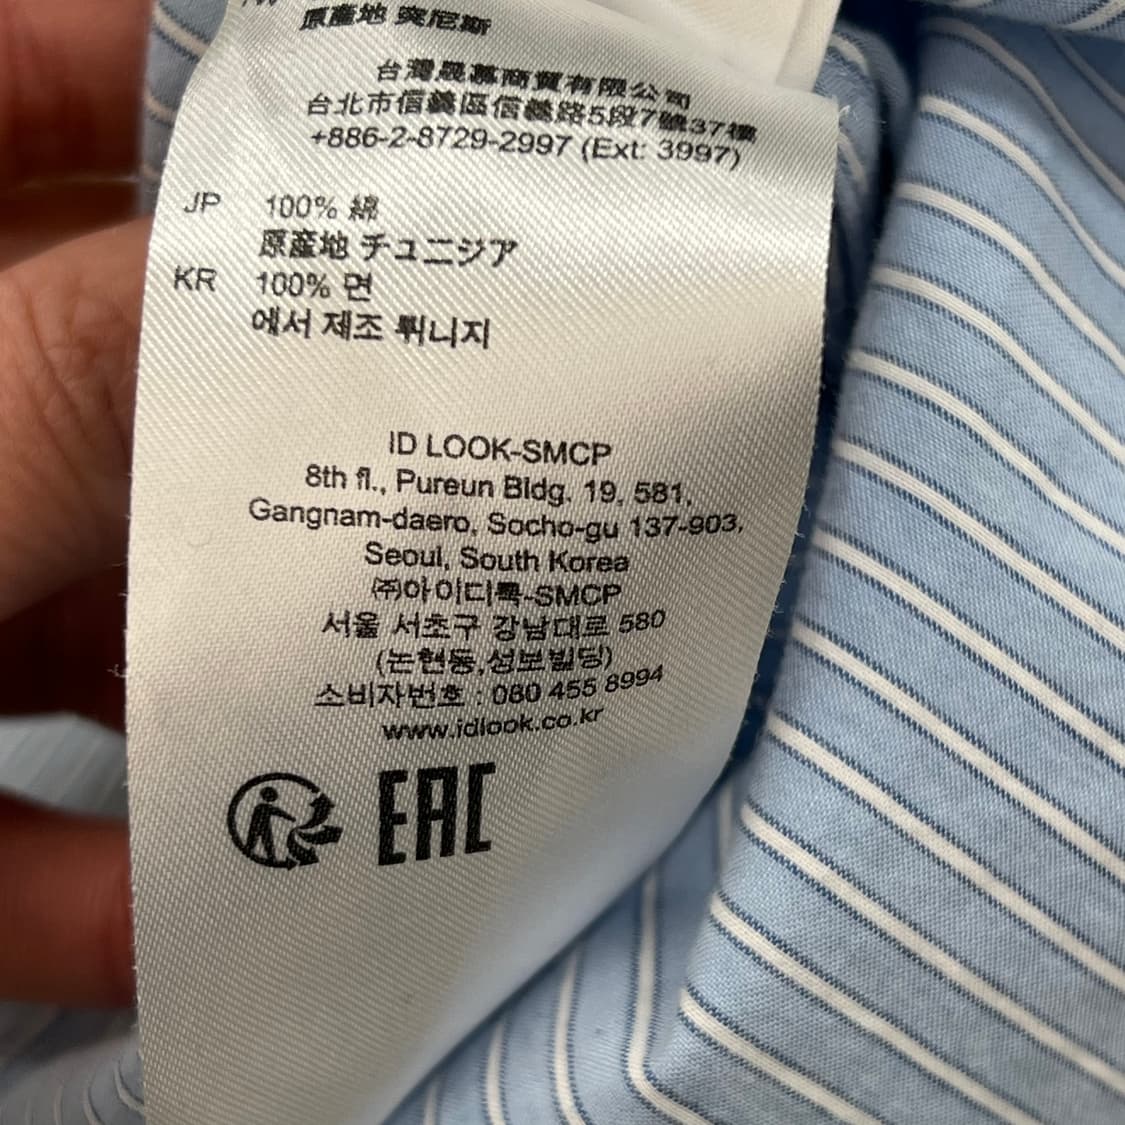 原産地 突尼斯
台灣晟慕商貿有限公司
台北市信義區信義路5段7號37樓
+886-2-8729-2997 (Ext: 3997)
JP 100% 綿
原産地 チュニジア
KR 100% 면
에서 제조 튀니지
ID LOOK-SMCP
8th fl., Pureun Bldg. 19, 581,
Gangnam-daero, Socho-gu 137-903,
Seoul, South Korea
㈜아이디룩-SMCP
서울 서초구 강남대로 580
(논현동,성보빌딩)
소비자번호 : 080 455 8994
www.idlook.co.kr
EAC